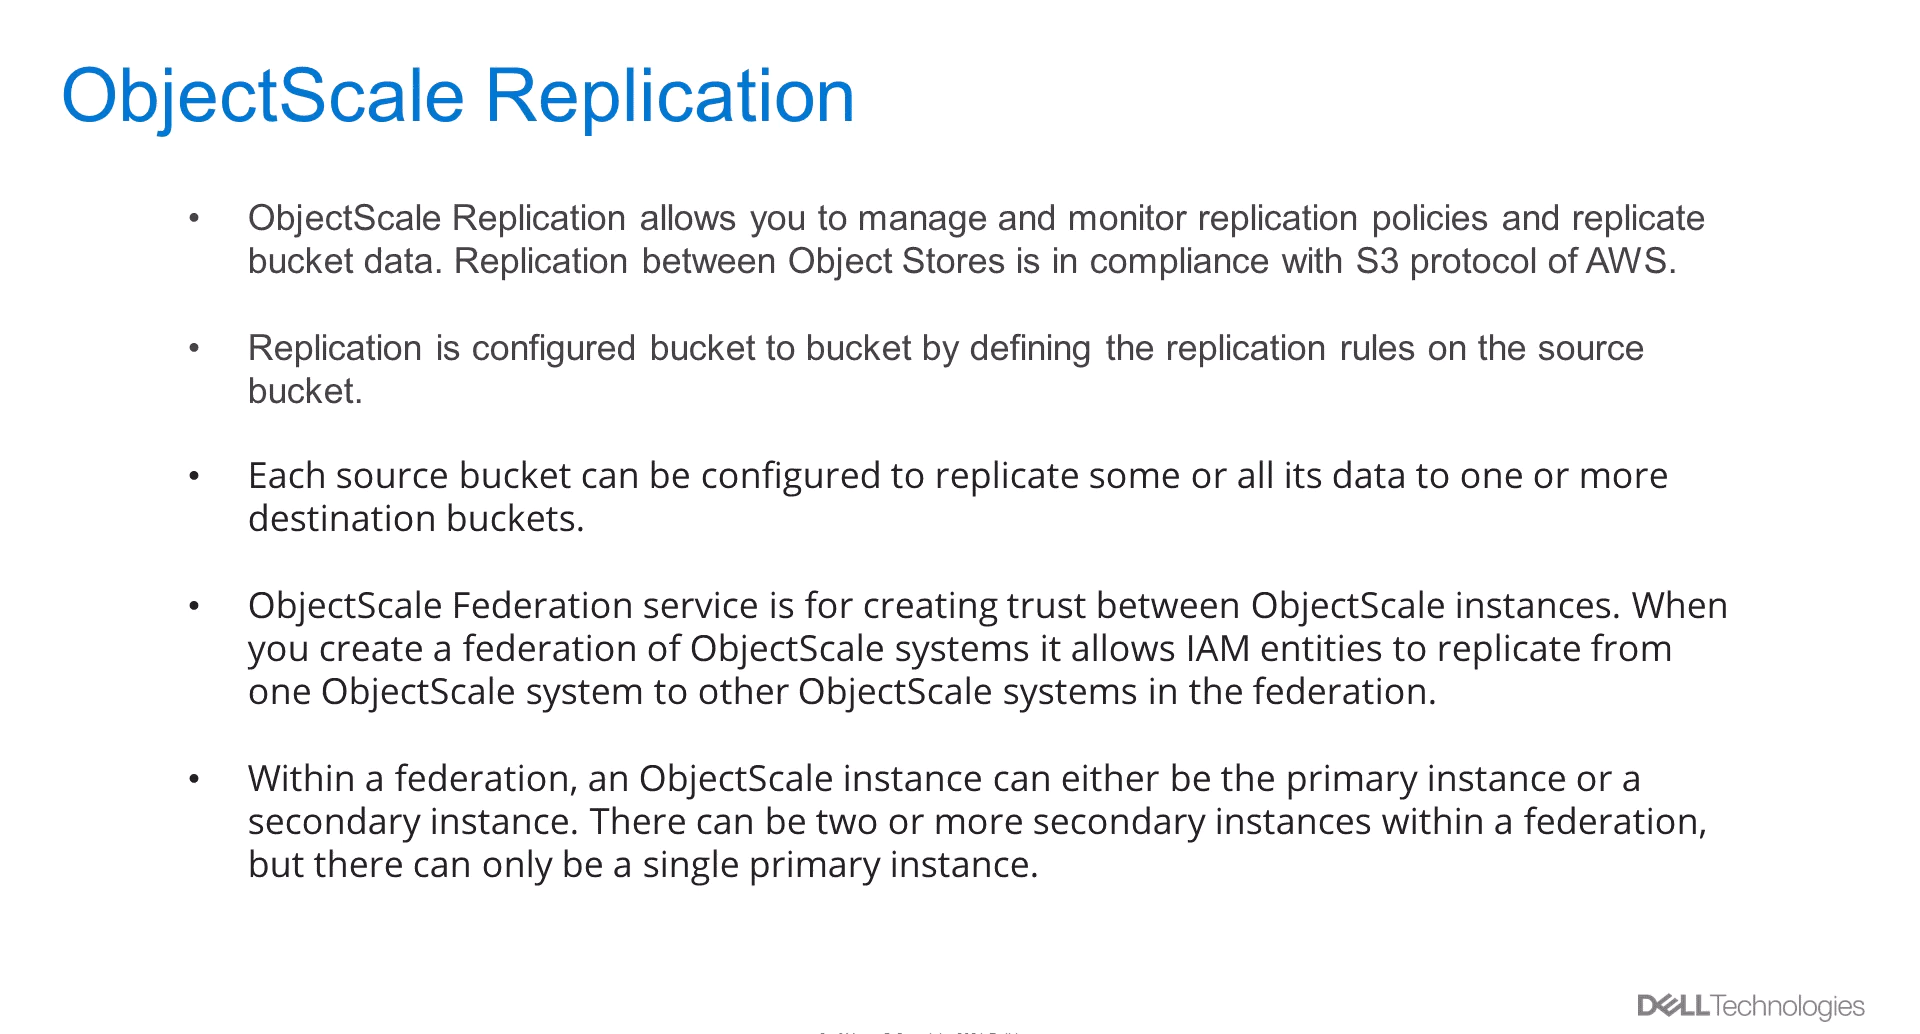 ObjectScale Replication
• ObjectScale Replication allows you to manage and monitor replication policies and replicate
bucket data. Replication between Object Stores is in compliance with S3 protocol of AWS.
• Replication is configured bucket to bucket by defining the replication rules on the source
bucket.
• Each source bucket can be configured to replicate some or all its data to one or more
destination buckets.
• ObjectScale Federation service is for creating trust between ObjectScale instances. When
you create a federation of ObjectScale systems it allows IAM entities to replicate from
one ObjectScale system to other ObjectScale systems in the federation.
• Within a federation, an ObjectScale instance can either be the primary instance or a
secondary instance. There can be two or more secondary instances within a federation,
but there can only be a single primary instance.
DELLTechnologies